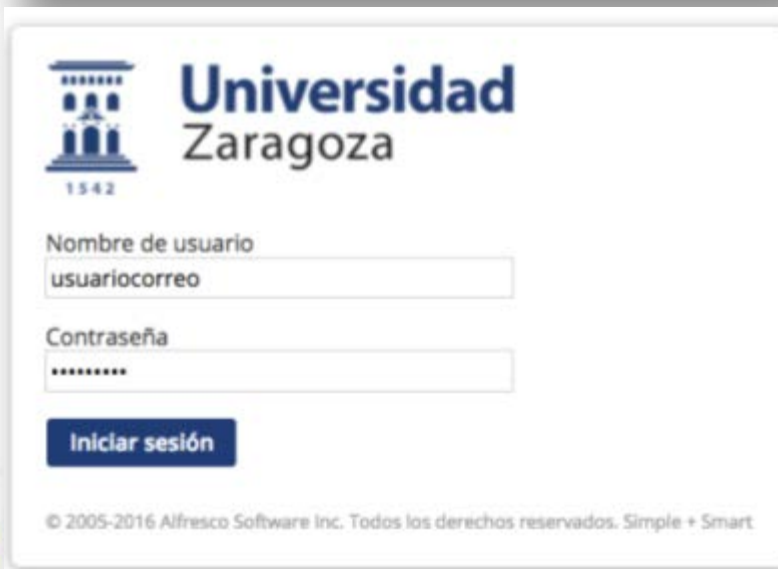 Universidad
Zaragoza
1542
Nombre de usuario
usuariocorreo
Contraseña
•••••••••
Iniciar sesión
© 2005-2016 Alfresco Software Inc. Todos los derechos reservados. Simple + Smart